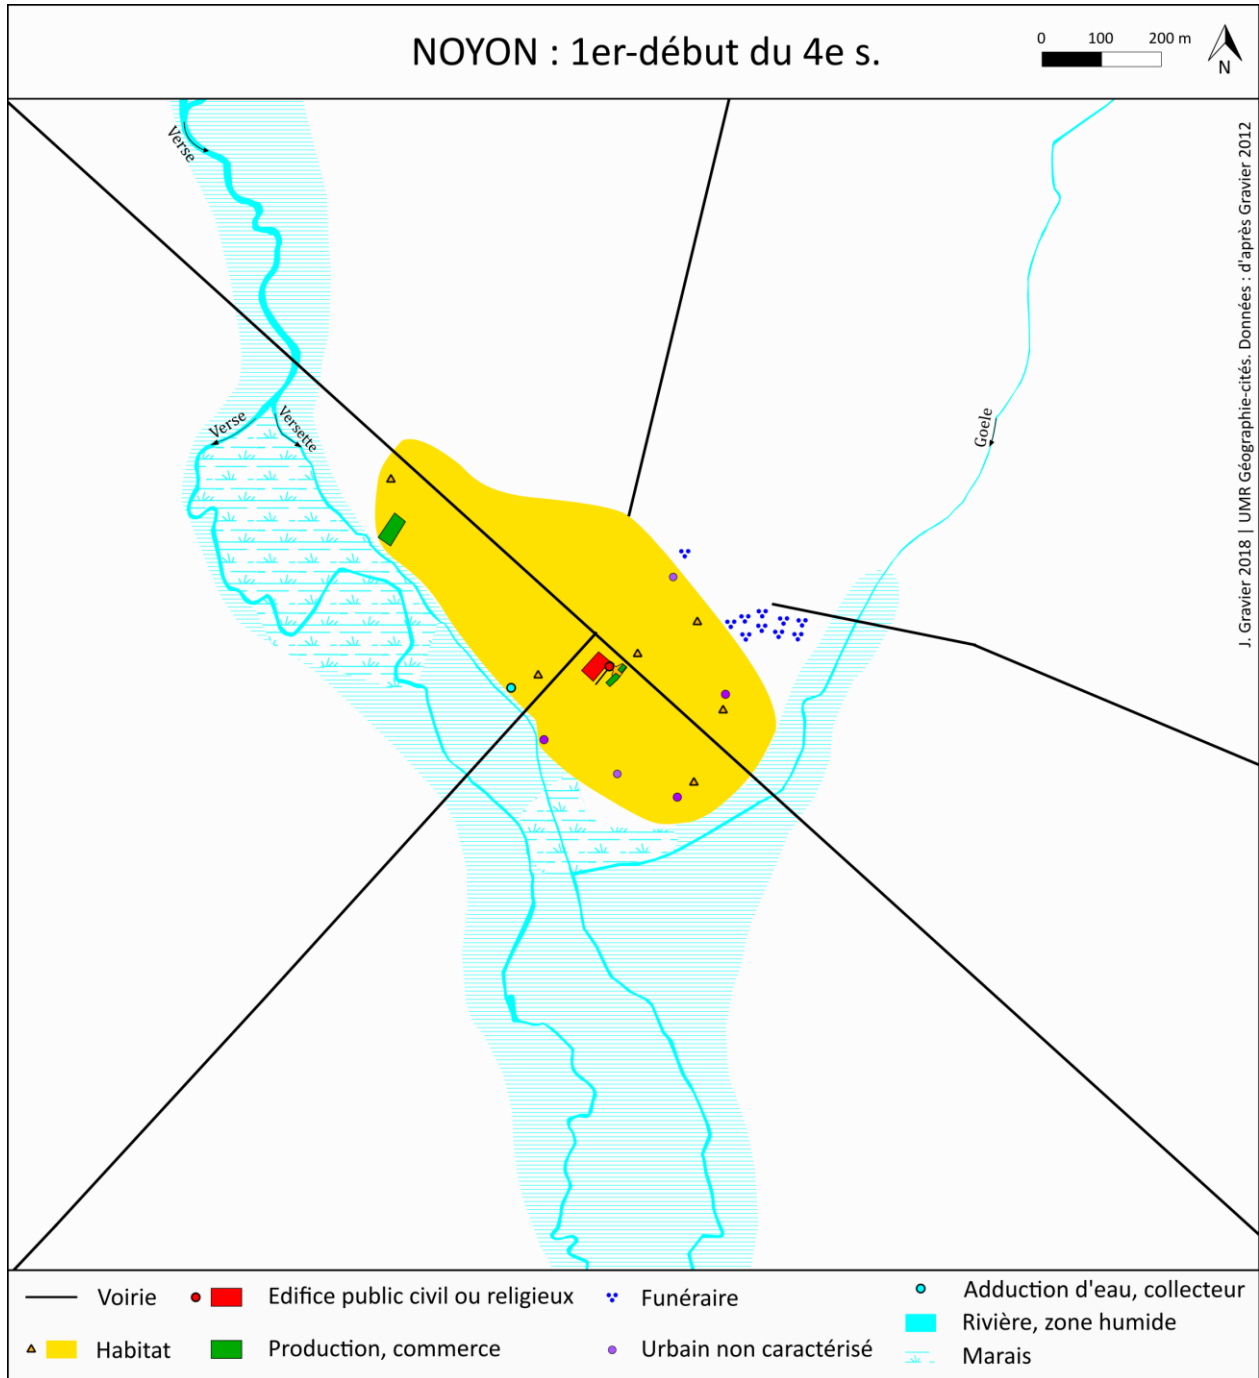 NOYON : 1er-début du 4e s.
0 100 200 m
N
J. Gravier 2018 | UMR Géographie-cités. Données : d'après Gravier 2012
Verse
Verse
Versette
Goele
Voirie
Edifice public civil ou religieux
Funéraire
Adduction d'eau, collecteur
Rivière, zone humide
Habitat
Production, commerce
Urbain non caractérisé
Marais